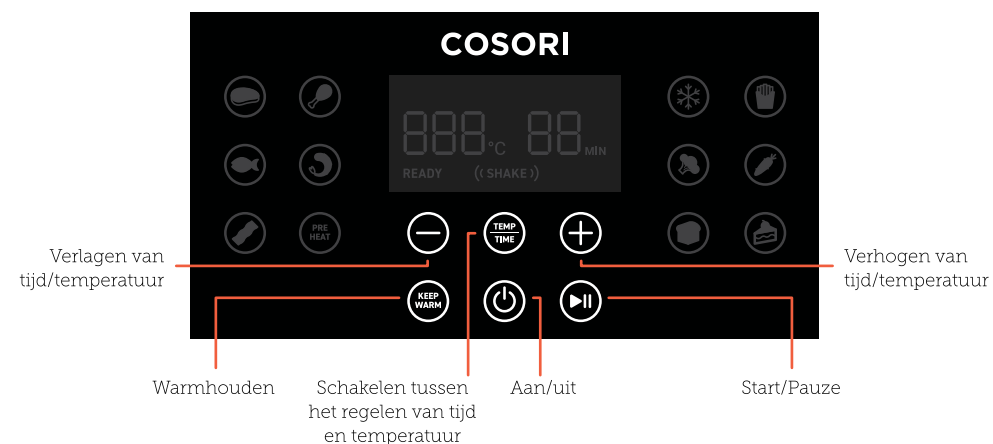 COSORI
888 °C 88 MIN
READY ((SHAKE))
PRE
HEAT
TEMP
TIME
KEEP
WARM
Verlagen van
tijd/temperatuur
Verhogen van
tijd/temperatuur
Warmhouden
Schakelen tussen
het regelen van tijd
en temperatuur
Aan/uit
Start/Pauze